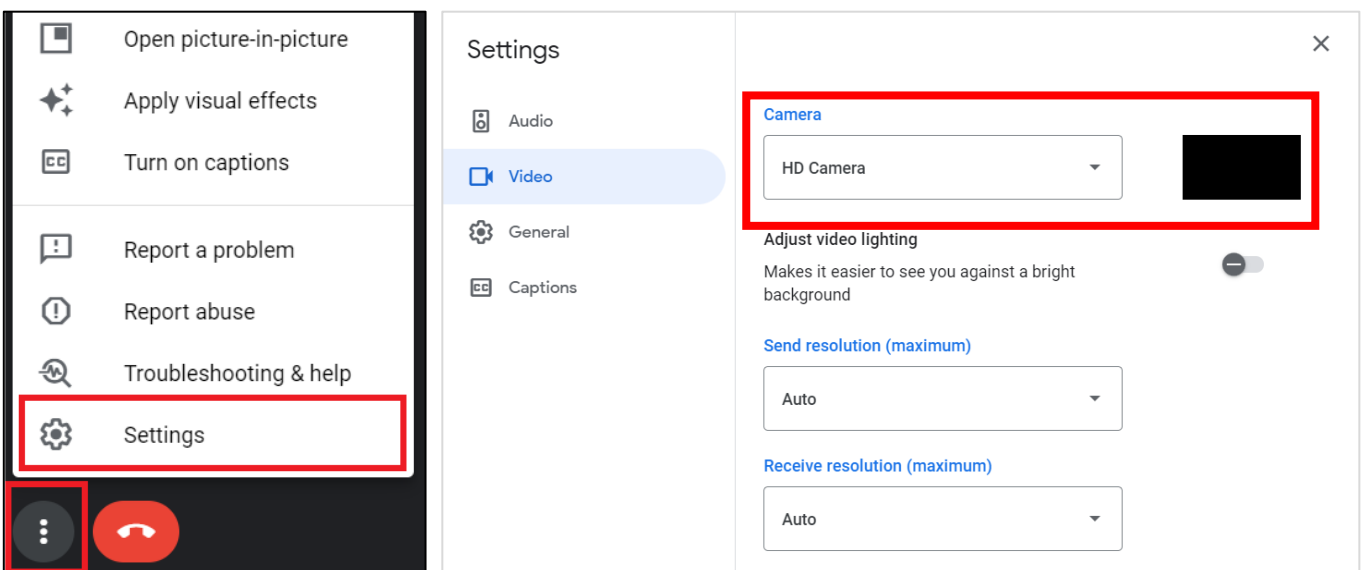 Open picture-in-picture
Apply visual effects
CC
Turn on captions
Report a problem
Report abuse
Troubleshooting & help
Settings
Settings
Audio
Video
General
CC
Captions
Camera
HD Camera
Adjust video lighting
Makes it easier to see you against a bright
background
Send resolution (maximum)
Auto
Receive resolution (maximum)
Auto